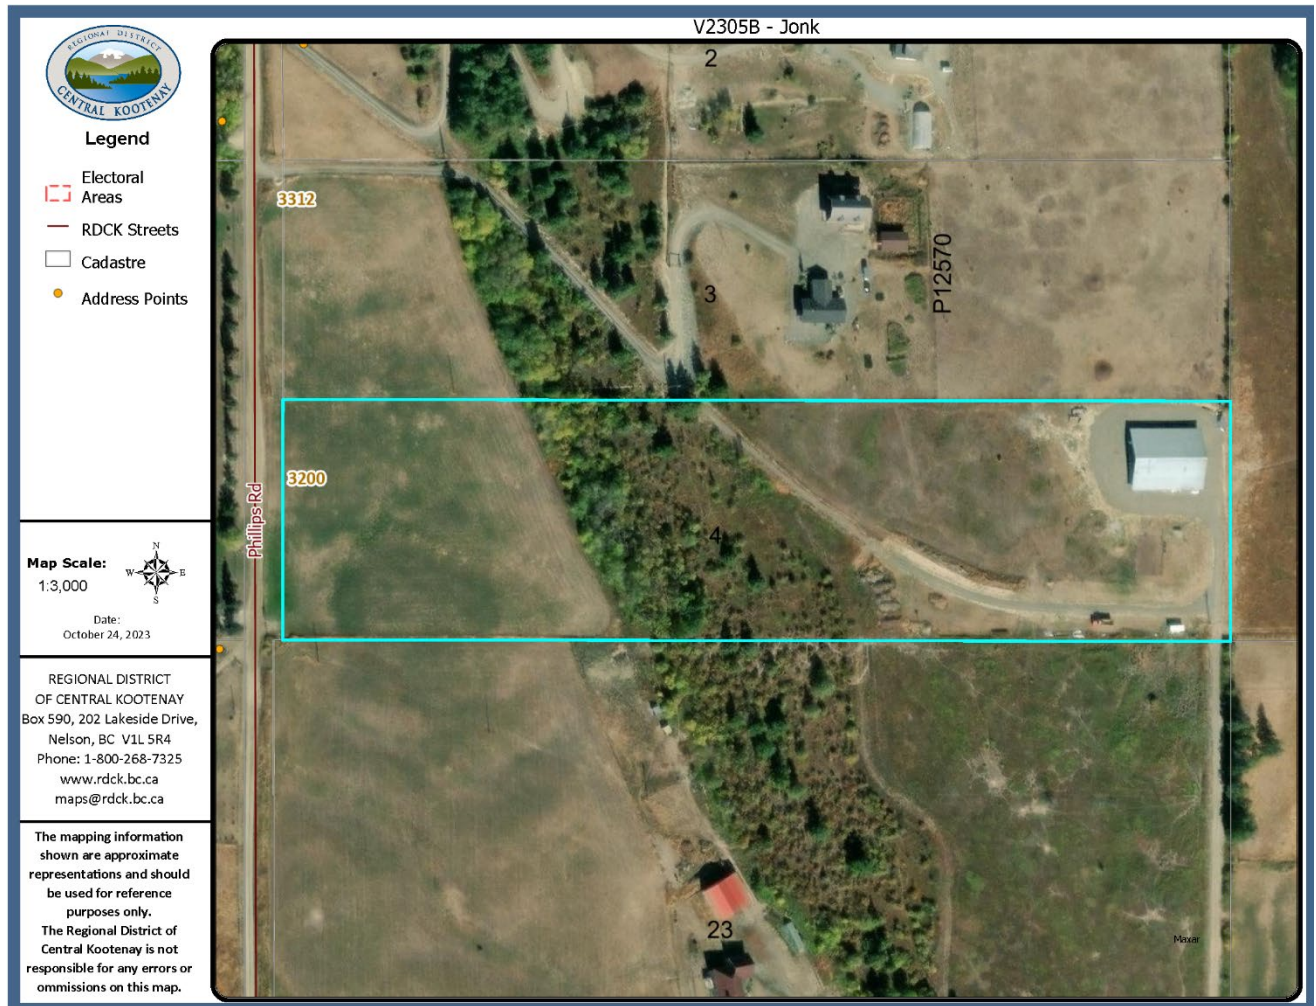 V2305B - Jonk
REGIONAL DISTRICT
CENTRAL KOOTENAY
Legend
Electoral
Areas
RDCK Streets
Cadastre
Address Points
Map Scale:
1:3,000
N
W
E
S
Date:
October 24, 2023
REGIONAL DISTRICT
OF CENTRAL KOOTENAY
Box 590, 202 Lakeside Drive,
Nelson, BC V1L 5R4
Phone: 1-800-268-7325
www.rdck.bc.ca
maps@rdck.bc.ca
The mapping information
shown are approximate
representations and should
be used for reference
purposes only.
The Regional District of
Central Kootenay is not
responsible for any errors or
ommissions on this map.
2
3312
3
P12570
3200
Phillips Rd
4
23
Maxar